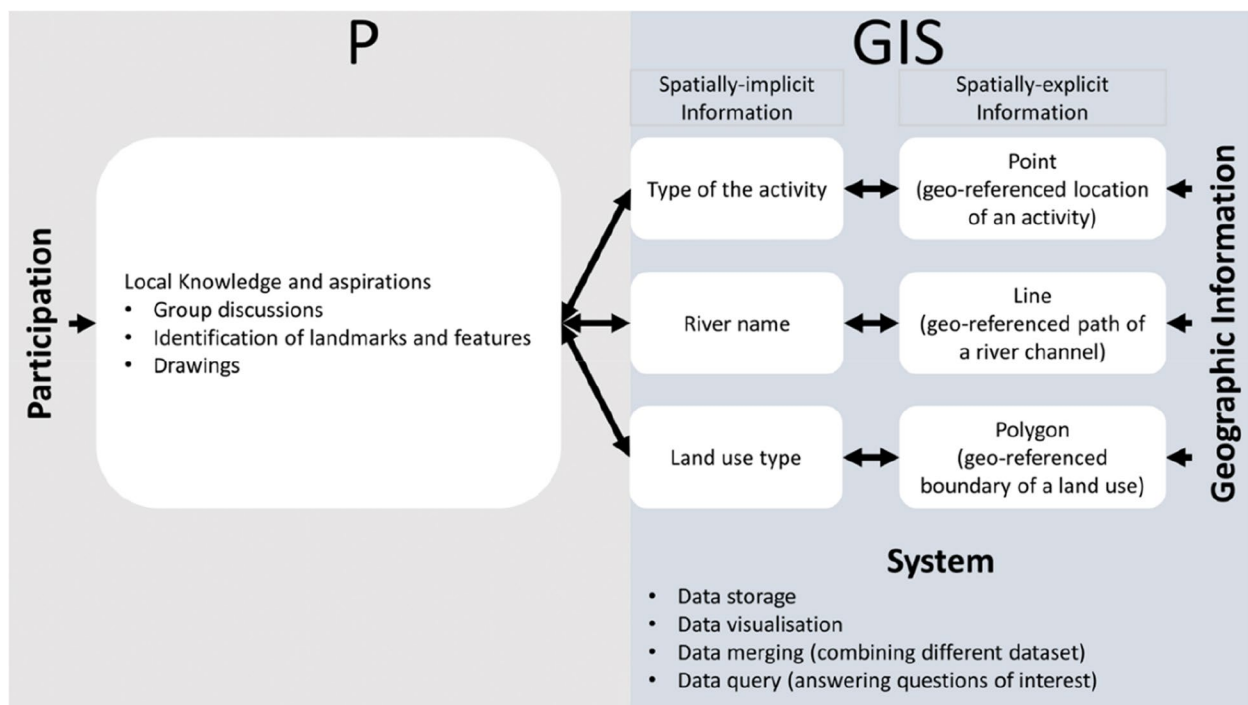 P
GIS
Participation
Local Knowledge and aspirations
• Group discussions
• Identification of landmarks and features
• Drawings
Spatially-implicit
Information
Spatially-explicit
Information
Type of the activity
Point
(geo-referenced location
of an activity)
River name
Line
(geo-referenced path of
a river channel)
Land use type
Polygon
(geo-referenced
boundary of a land use)
Geographic Information
System
• Data storage
• Data visualisation
• Data merging (combining different dataset)
• Data query (answering questions of interest)